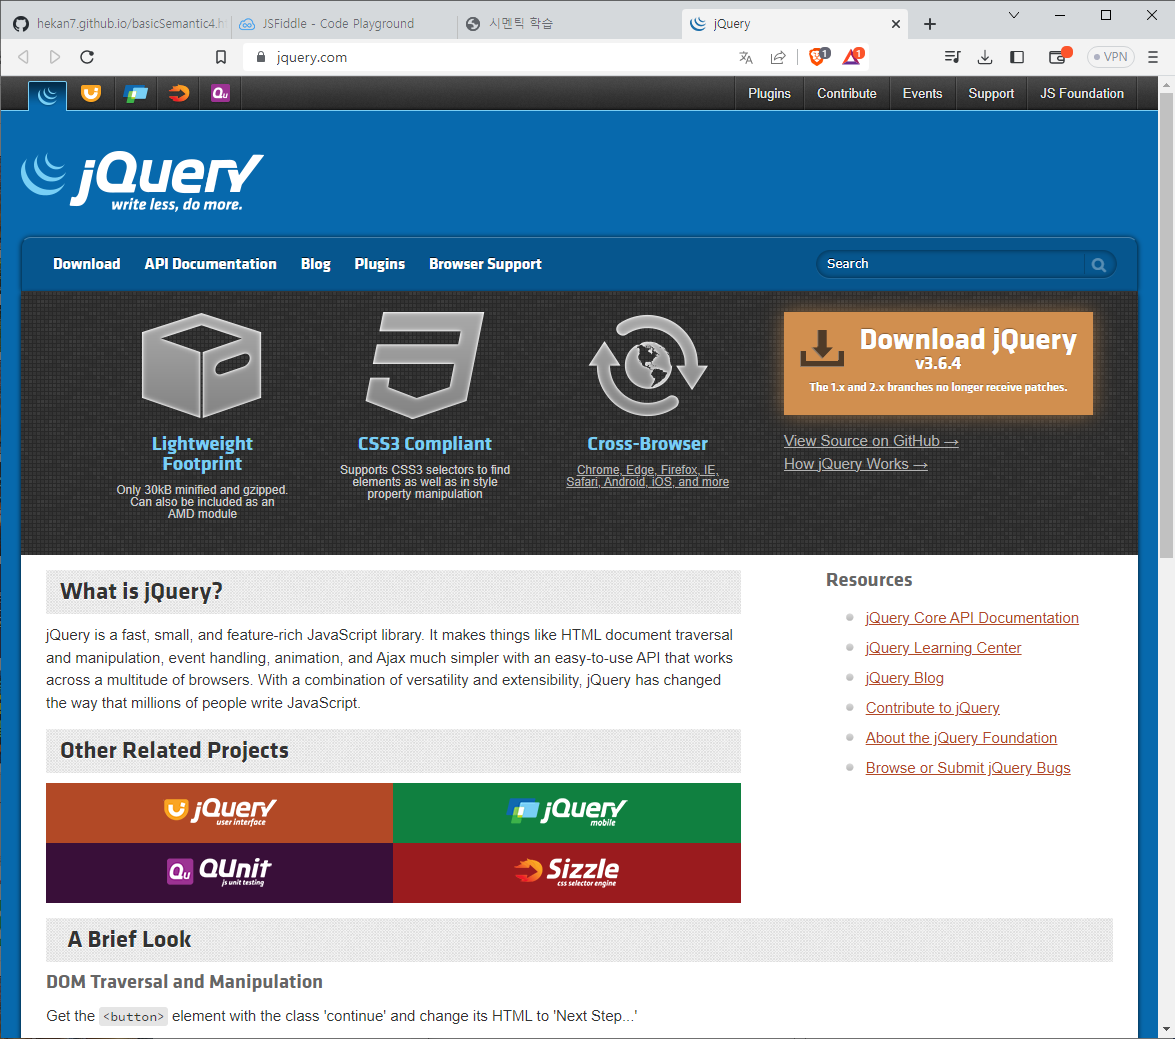 hekan7.github.io/basicSemantic4.h
JSFiddle - Code Playground
시멘틱 학습
jQuery
jquery.com
1
1
VPN
Qu
Plugins
Contribute
Events
Support
JS Foundation
jQuery
write less, do more.
Download
API Documentation
Blog
Plugins
Browser Support
Search
Lightweight
Footprint
Only 30kB minified and gzipped.
Can also be included as an
AMD module
CSS3 Compliant
Supports CSS3 selectors to find
elements as well as in style
property manipulation
Cross-Browser
Chrome, Edge, Firefox, IE,
Safari, Android, iOS, and more
Download jQuery
v3.6.4
The 1.x and 2.x branches no longer receive patches.
View Source on GitHub →
How jQuery Works →
What is jQuery?
jQuery is a fast, small, and feature-rich JavaScript library. It makes things like HTML document traversal
and manipulation, event handling, animation, and Ajax much simpler with an easy-to-use API that works
across a multitude of browsers. With a combination of versatility and extensibility, jQuery has changed
the way that millions of people write JavaScript.
Other Related Projects
jQuery
user interface
jQuery
mobile
Qu QUnit
js unit testing
Sizzle
css selector engine
Resources
jQuery Core API Documentation
jQuery Learning Center
jQuery Blog
Contribute to jQuery
About the jQuery Foundation
Browse or Submit jQuery Bugs
A Brief Look
DOM Traversal and Manipulation
Get the <button> element with the class 'continue' and change its HTML to 'Next Step...'